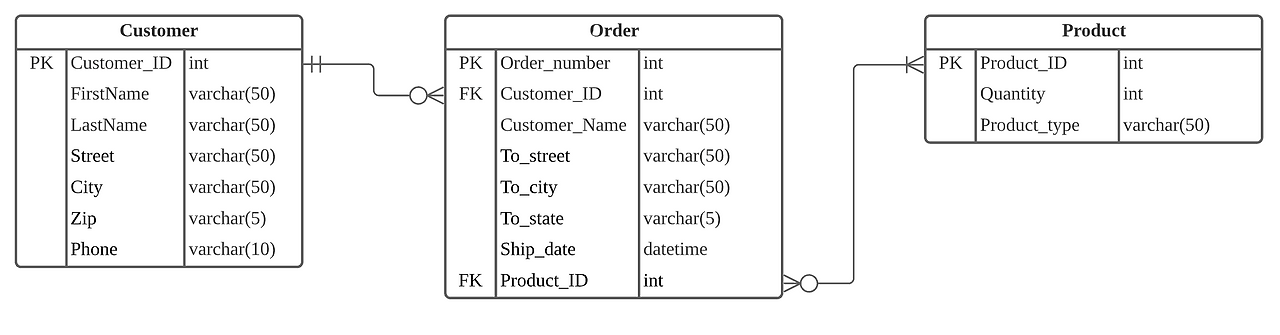 Customer
PK Customer_ID int
FirstName varchar(50)
LastName varchar(50)
Street varchar(50)
City varchar(50)
Zip varchar(5)
Phone varchar(10)
Order
PK Order_number int
FK Customer_ID int
Customer_Name varchar(50)
To_street varchar(50)
To_city varchar(50)
To_state varchar(5)
Ship_date datetime
FK Product_ID int
Product
PK Product_ID int
Quantity int
Product_type varchar(50)